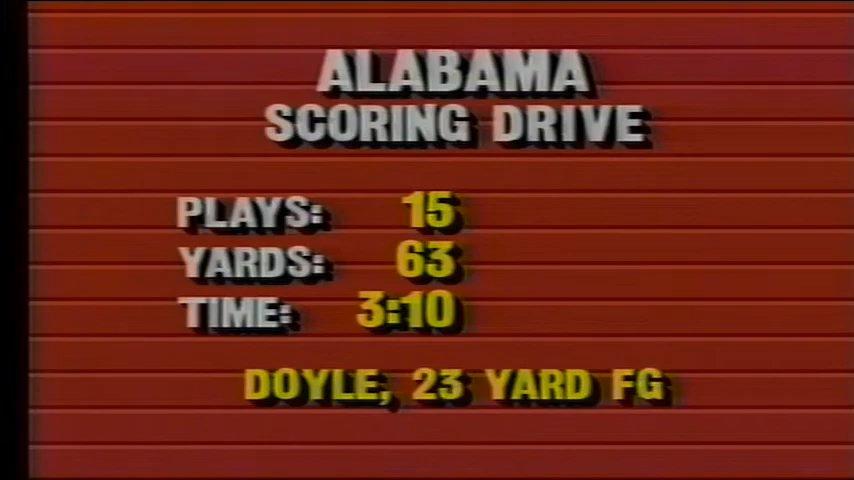 ALABAMA
SCORING DRIVE
PLAYS: 15
YARDS: 63
TIME: 3:10
DOYLE, 23 YARD FG